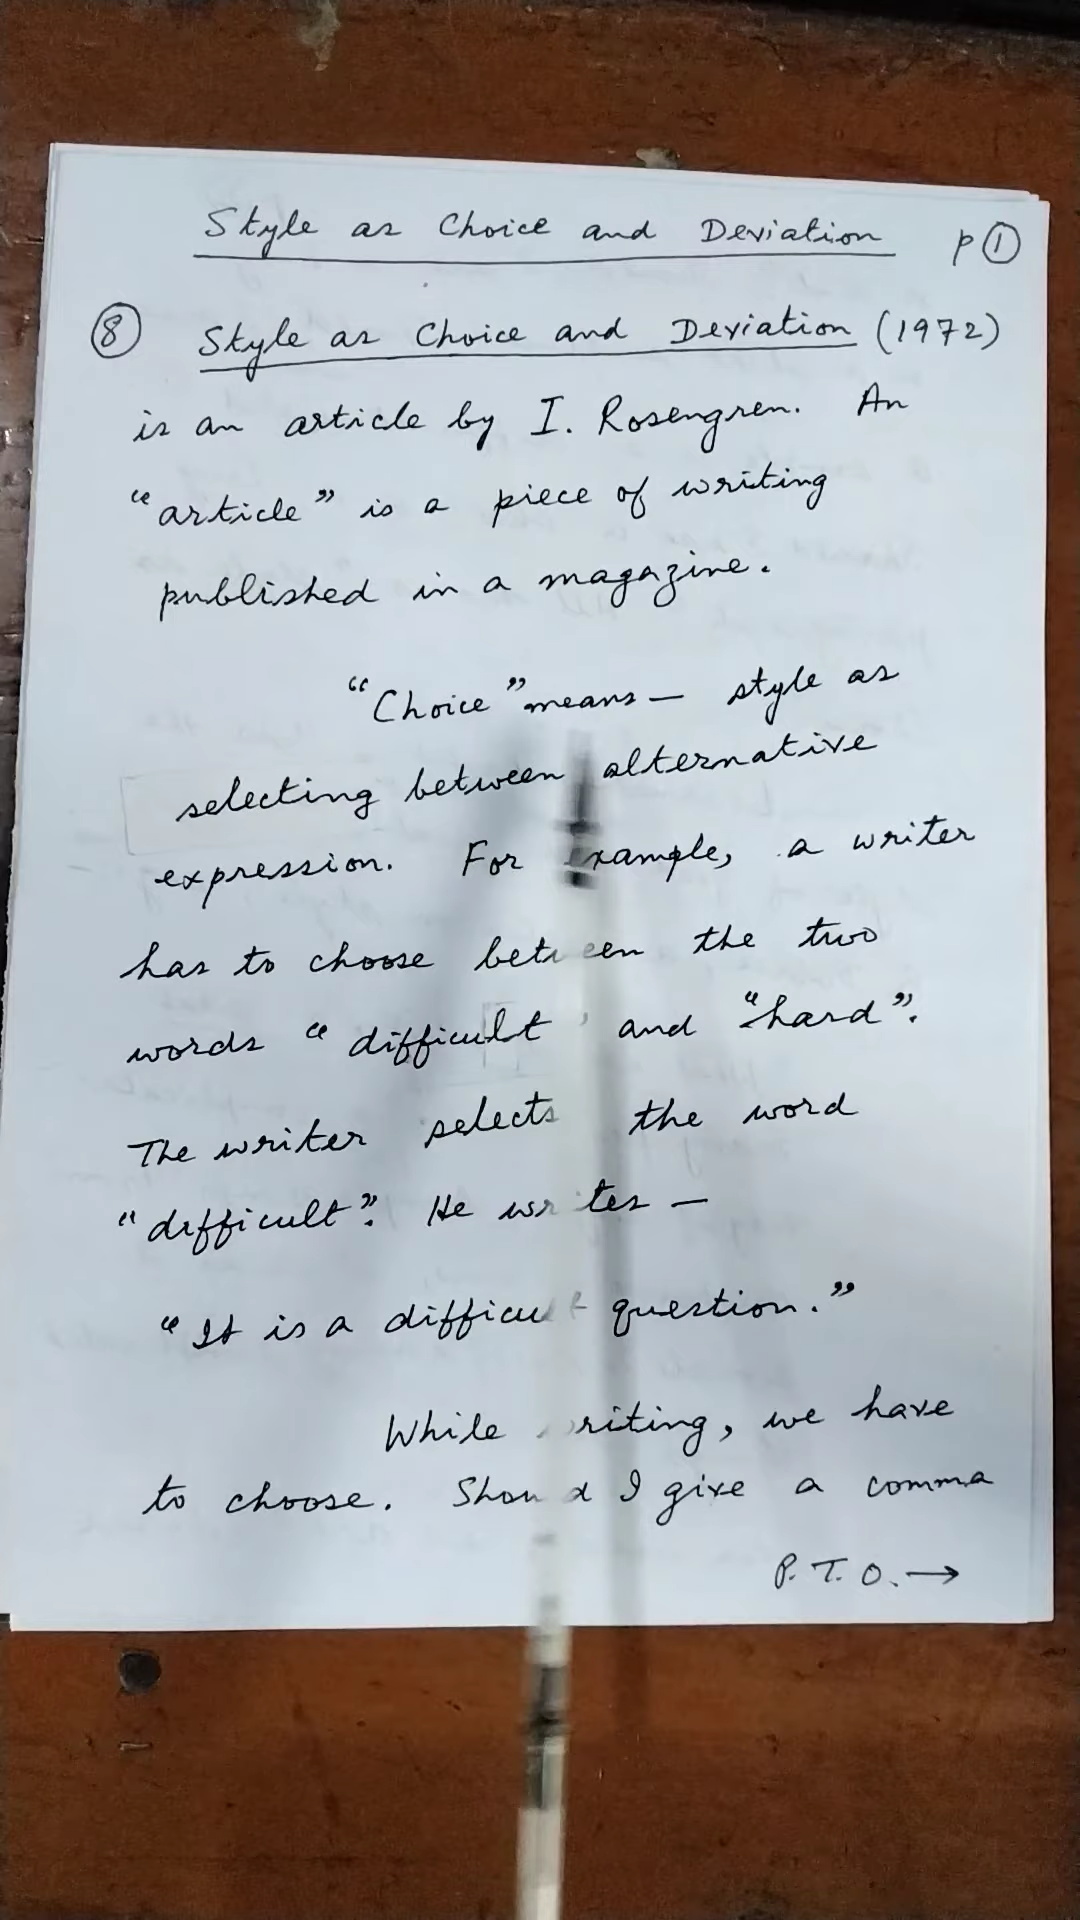 Style as Choice and Deviation p ①
⑧ Style as Choice and Deviation (1972)
is an article by I. Rosengren. An
"article" is a piece of writing
published in a magazine.
"Choice" means — style as
selecting between alternative
expression. For example, a writer
has to choose between the two
words "difficult" and "hard".
The writer selects the word
"difficult". He writes —
"It is a difficult question."
While writing, we have
to choose. Should I give a comma
P.T.O. →